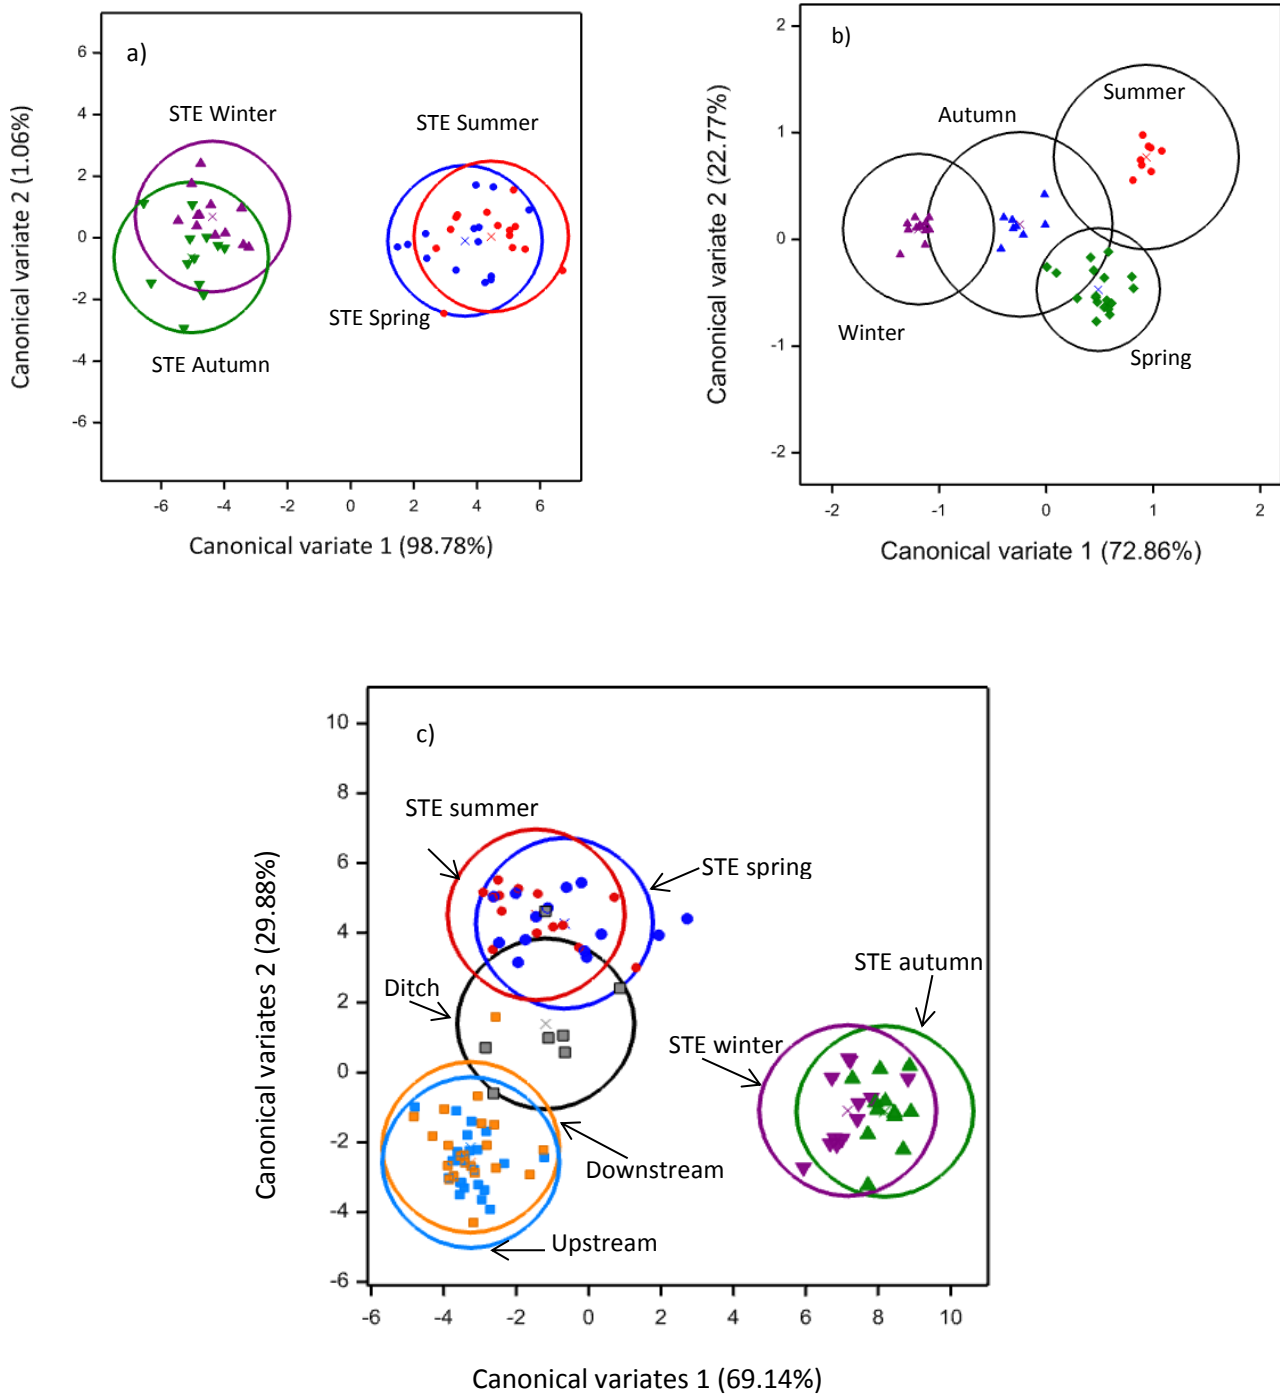 a)
STE Winter
STE Summer
STE Spring
STE Autumn
6
4
2
0
-2
-4
-6
-6
-4
-2
0
2
4
6
Canonical variate 2 (1.06%)
Canonical variate 1 (98.78%)
b)
Summer
Autumn
Winter
Spring
2
1
0
-1
-2
-2
-1
0
1
2
Canonical variate 2 (22.77%)
Canonical variate 1 (72.86%)
c)
STE summer
STE spring
STE autumn
Ditch
STE winter
Downstream
Upstream
10
8
6
4
2
0
-2
-4
-6
-6
-4
-2
0
2
4
6
8
10
Canonical variates 2 (29.88%)
Canonical variates 1 (69.14%)